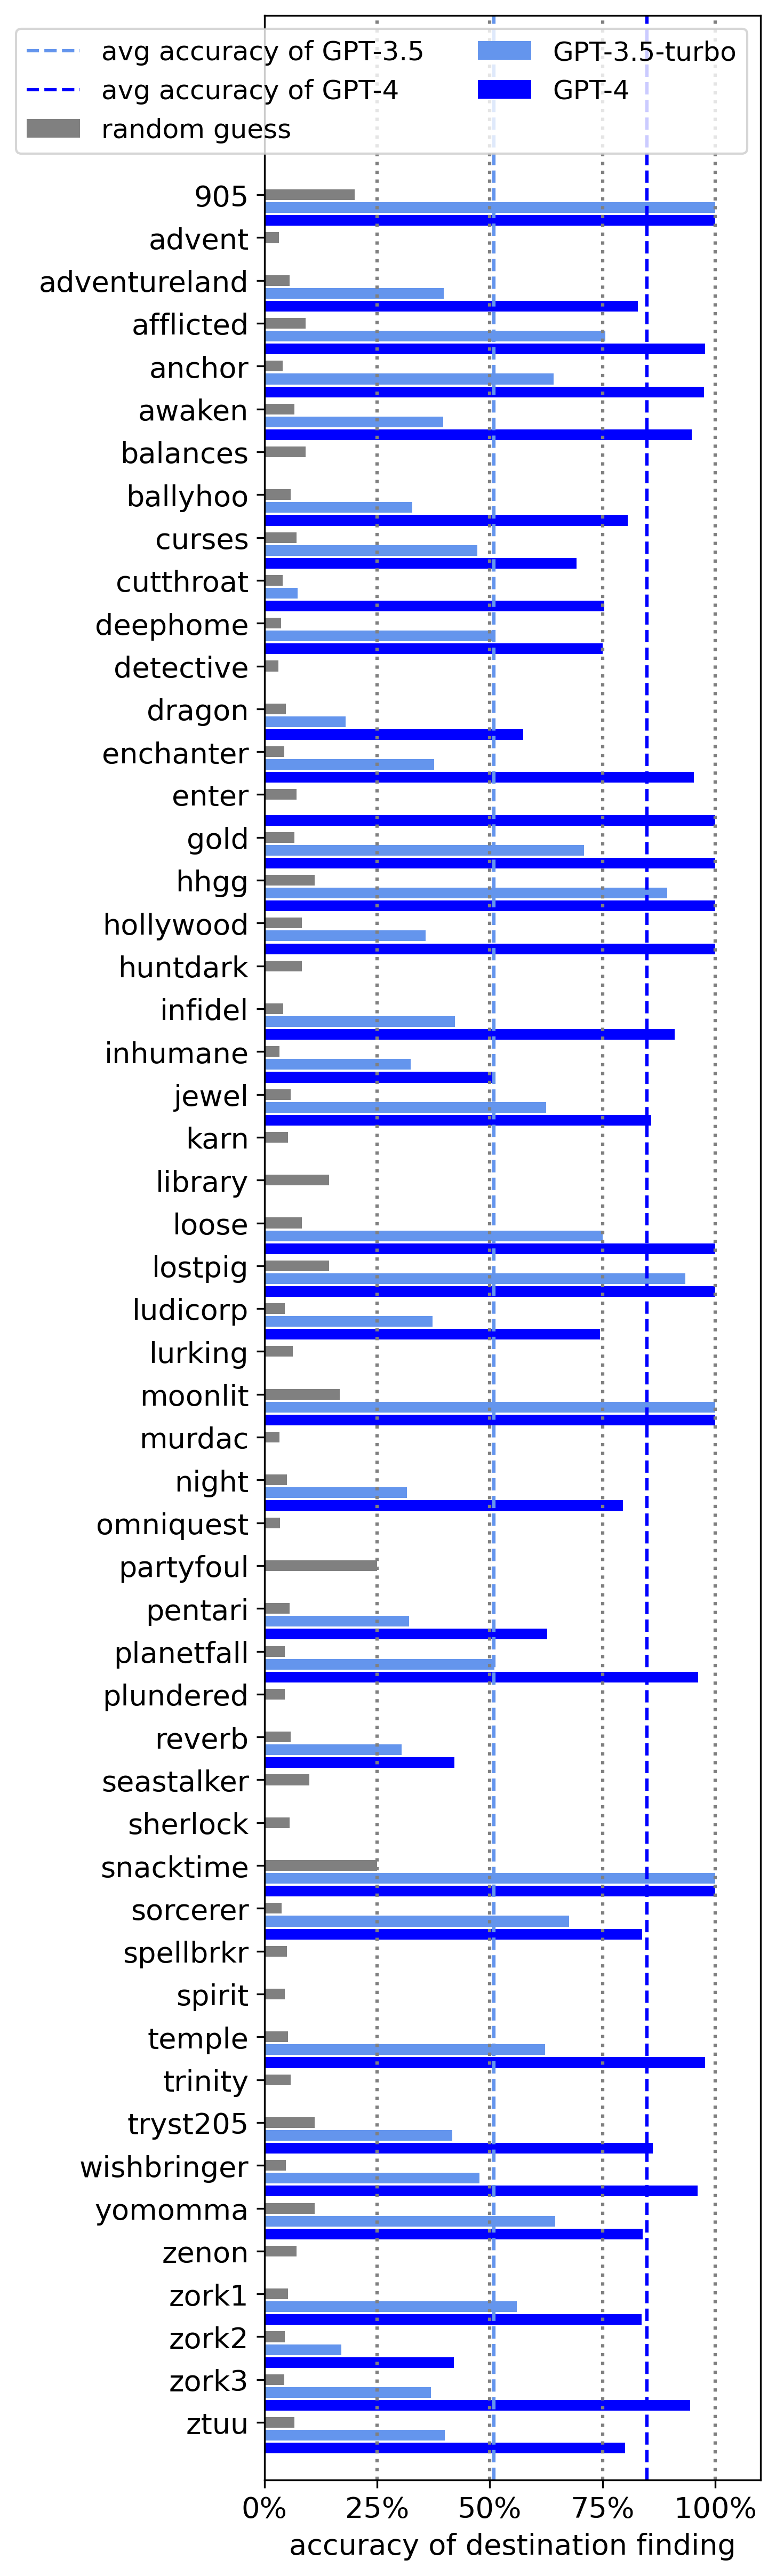 avg accuracy of GPT-3.5
avg accuracy of GPT-4
random guess
GPT-3.5-turbo
GPT-4
905
advent
adventureland
afflicted
anchor
awaken
balances
ballyhoo
curses
cutthroat
deephome
detective
dragon
enchanter
enter
gold
hhgg
hollywood
huntdark
infidel
inhumane
jewel
karn
library
loose
lostpig
ludicorp
lurking
moonlit
murdac
night
omniquest
partyfoul
pentari
planetfall
plundered
reverb
seastalker
sherlock
snacktime
sorcerer
spellbrkr
spirit
temple
trinity
tryst205
wishbringer
yomomma
zenon
zork1
zork2
zork3
ztuu
0% 25% 50% 75% 100%
accuracy of destination finding